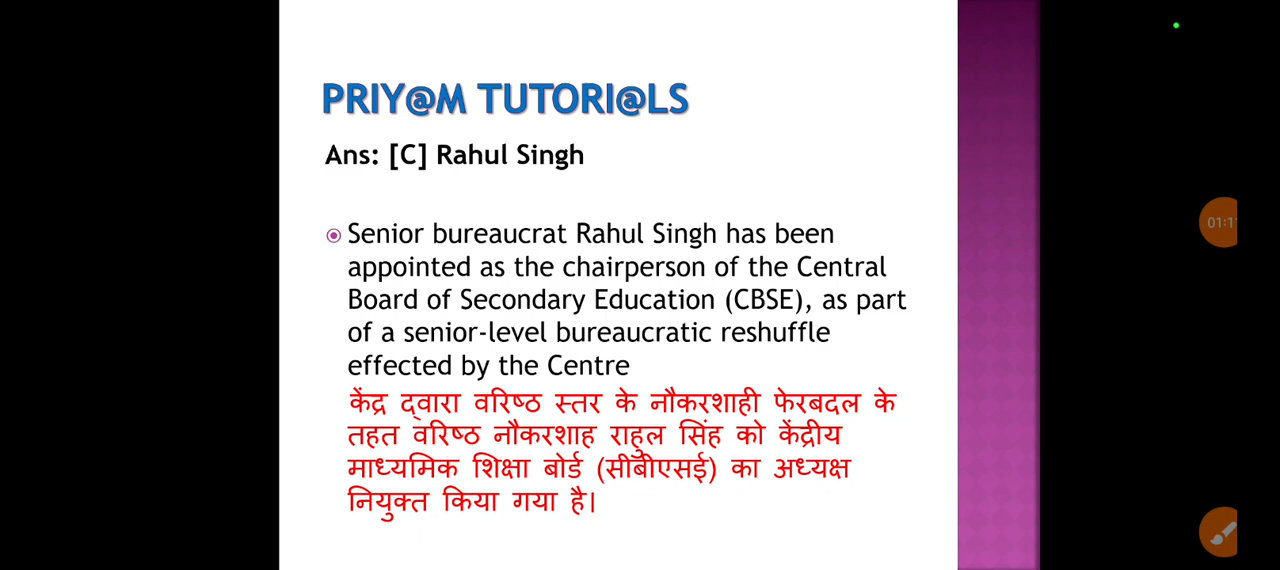 PRIY@M TUTORI@LS
Ans: [C] Rahul Singh
Senior bureaucrat Rahul Singh has been
appointed as the chairperson of the Central
Board of Secondary Education (CBSE), as part
of a senior-level bureaucratic reshuffle
effected by the Centre
केंद्र द्वारा वरिष्ठ स्तर के नौकरशाही फेरबदल के
तहत वरिष्ठ नौकरशाह राहुल सिंह को केंद्रीय
माध्यमिक शिक्षा बोर्ड (सीबीएसई) का अध्यक्ष
नियुक्त किया गया है।